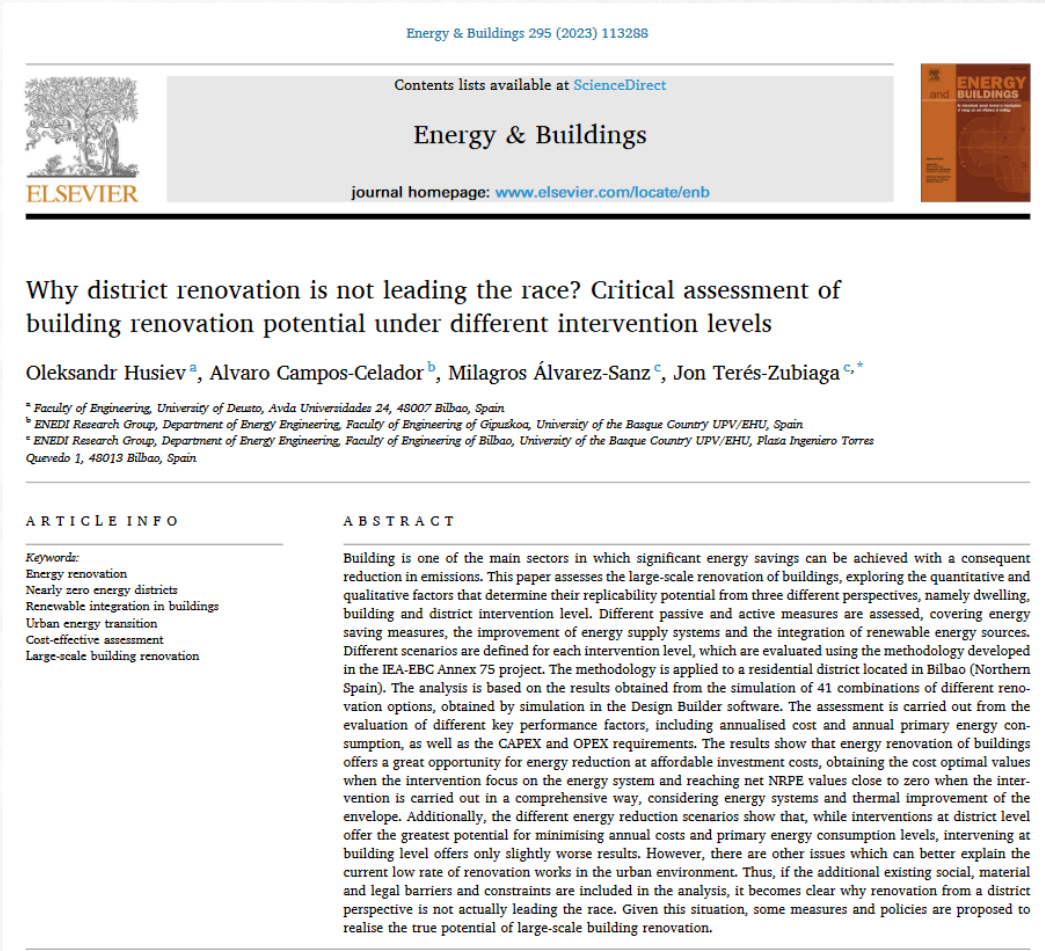 Energy & Buildings 295 (2023) 113288
Contents lists available at ScienceDirect
Energy & Buildings
journal homepage: www.elsevier.com/locate/enb
ELSEVIER
ENERGY
and BUILDINGS
Why district renovation is not leading the race? Critical assessment of
building renovation potential under different intervention levels
Oleksandr Husiev a, Alvaro Campos-Celador b, Milagros Álvarez-Sanz c, Jon Terés-Zubiaga c,*
a Faculty of Engineering, University of Deusto, Avda Universidades 24, 48007 Bilbao, Spain
b ENEDI Research Group, Department of Energy Engineering, Faculty of Engineering of Gipuzkoa, University of the Basque Country UPV/EHU, Spain
c ENEDI Research Group, Department of Energy Engineering, Faculty of Engineering of Bilbao, University of the Basque Country UPV/EHU, Plaza Ingeniero Torres
Quevedo 1, 48013 Bilbao, Spain
ARTICLE INFO
Keywords:
Energy renovation
Nearly zero energy districts
Renewable integration in buildings
Urban energy transition
Cost-effective assessment
Large-scale building renovation
ABSTRACT
Building is one of the main sectors in which significant energy savings can be achieved with a consequent
reduction in emissions. This paper assesses the large-scale renovation of buildings, exploring the quantitative and
qualitative factors that determine their replicability potential from three different perspectives, namely dwelling,
building and district intervention level. Different passive and active measures are assessed, covering energy
saving measures, the improvement of energy supply systems and the integration of renewable energy sources.
Different scenarios are defined for each intervention level, which are evaluated using the methodology developed
in the IEA-EBC Annex 75 project. The methodology is applied to a residential district located in Bilbao (Northern
Spain). The analysis is based on the results obtained from the simulation of 41 combinations of different reno-
vation options, obtained by simulation in the Design Builder software. The assessment is carried out from the
evaluation of different key performance factors, including annualised cost and annual primary energy con-
sumption, as well as the CAPEX and OPEX requirements. The results show that energy renovation of buildings
offers a great opportunity for energy reduction at affordable investment costs, obtaining the cost optimal values
when the intervention focus on the energy system and reaching net NRPE values close to zero when the inter-
vention is carried out in a comprehensive way, considering energy systems and thermal improvement of the
envelope. Additionally, the different energy reduction scenarios show that, while interventions at district level
offer the greatest potential for minimising annual costs and primary energy consumption levels, intervening at
building level offers only slightly worse results. However, there are other issues which can better explain the
current low rate of renovation works in the urban environment. Thus, if the additional existing social, material
and legal barriers and constraints are included in the analysis, it becomes clear why renovation from a district
perspective is not actually leading the race. Given this situation, some measures and policies are proposed to
realise the true potential of large-scale building renovation.